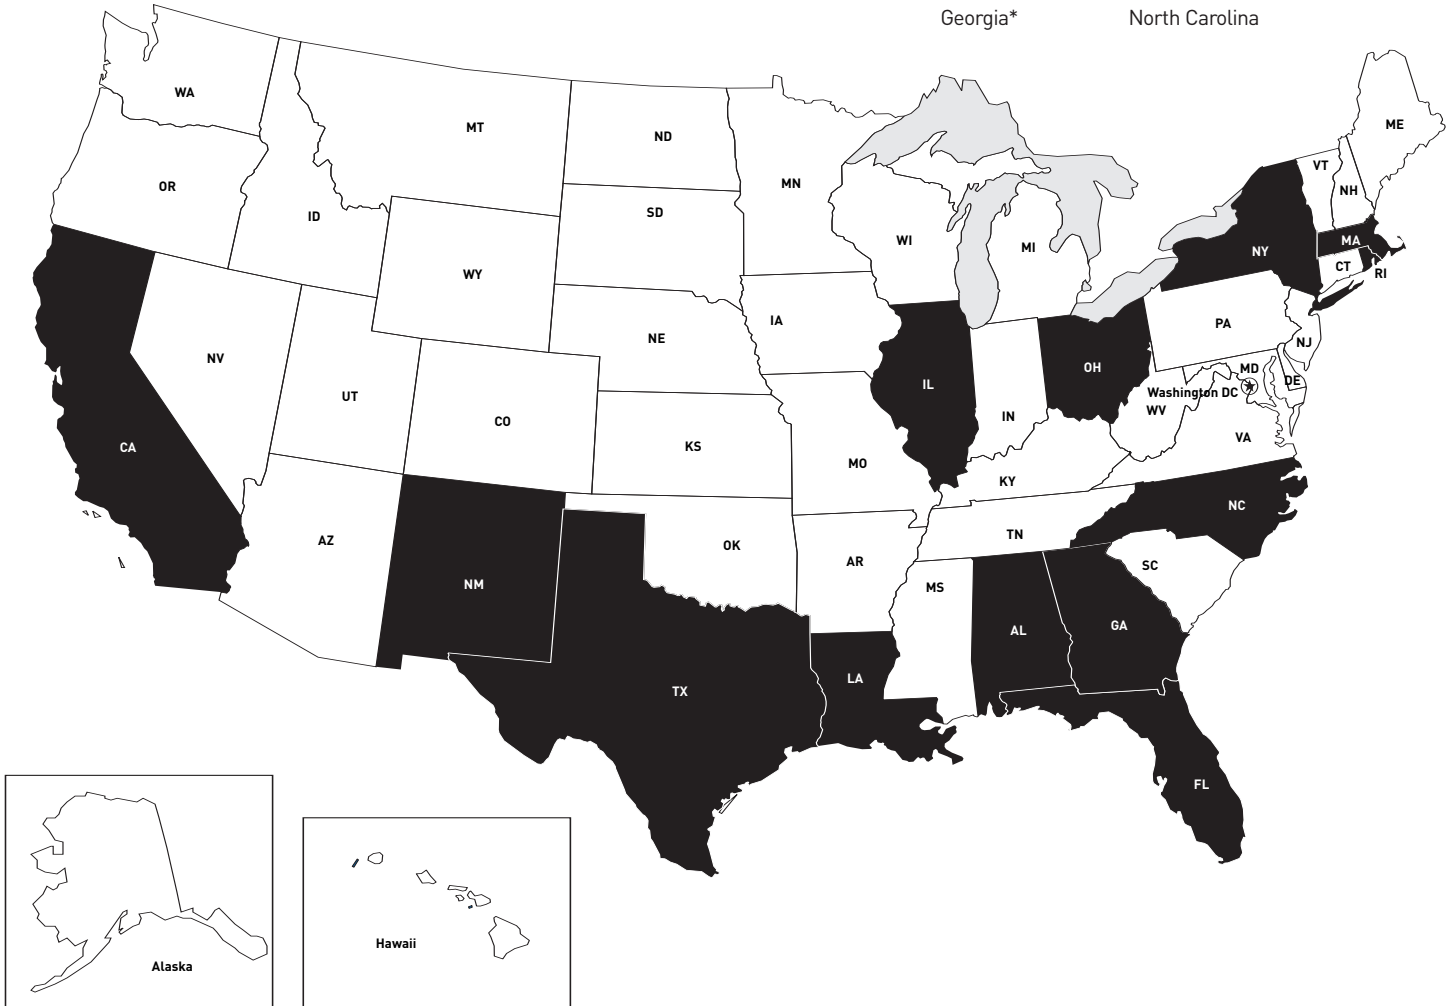 Georgia* North Carolina
WA
MT
ND
ME
OR
ID
SD
MN
VT
NH
WI
MI
NY
MA
CT
RI
WY
IA
NE
PA
NJ
NV
UT
CO
IL
IN
OH
MD
DE
Washington DC
WV
CA
KS
MO
KY
VA
AZ
NM
OK
AR
TN
NC
MS
SC
AL
GA
TX
LA
FL
Hawaii
Alaska